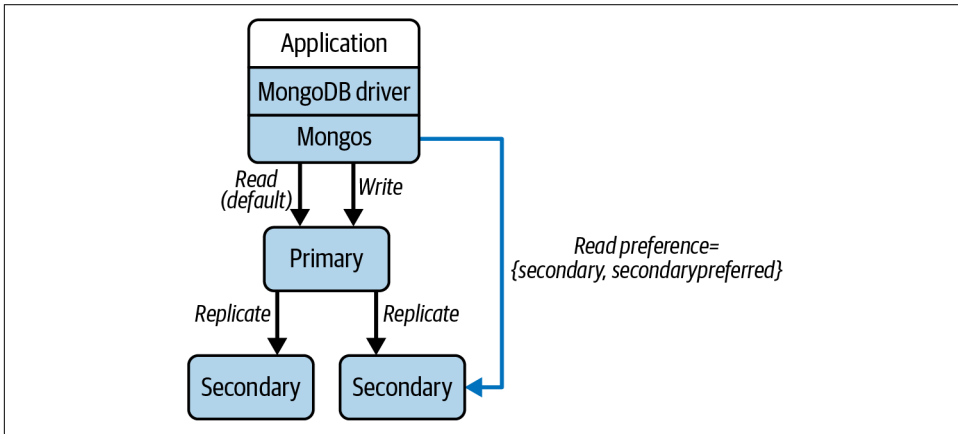 Application
MongoDB driver
Mongos
Read
(default)
Write
Read preference=
{secondary, secondarypreferred}
Primary
Replicate
Replicate
Secondary
Secondary